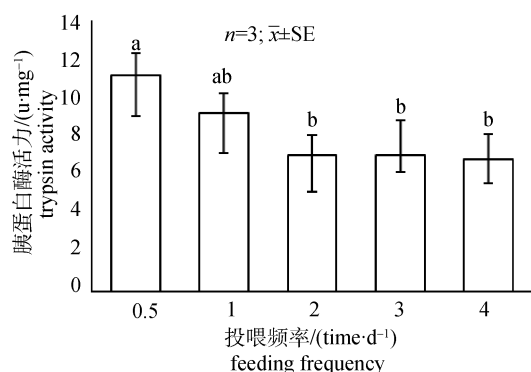 14
12
10
8
6
4
2
0
胰蛋白酶活力/(u·mg⁻¹)
trypsin activity
n=3; x̄±SE
a
ab
b
b
b
0.5
1
2
3
4
投喂频率/(time·d⁻¹)
feeding frequency